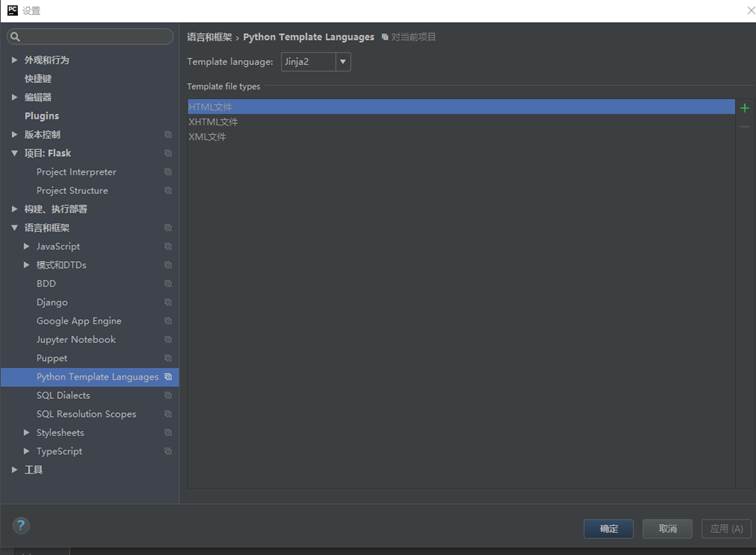 PC 设置
外观和行为
快捷键
编辑器
Plugins
版本控制
项目: Flask
Project Interpreter
Project Structure
构建、执行部署
语言和框架
JavaScript
模式和DTDs
BDD
Django
Google App Engine
Jupyter Notebook
Puppet
Python Template Languages
SQL Dialects
SQL Resolution Scopes
Stylesheets
TypeScript
工具
语言和框架 › Python Template Languages 对当前项目
Template language: Jinja2
Template file types
HTML文件
XHTML文件
XML文件
?
确定 取消 应用 (A)